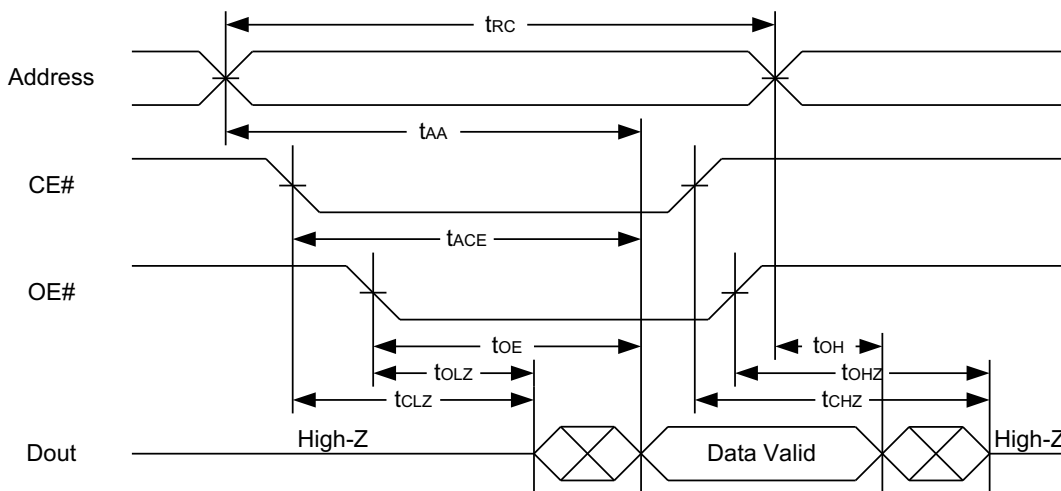 tRC
Address
tAA
CE#
tACE
OE#
tOE
tOH
tOLZ
tOHZ
tCLZ
tCHZ
Dout
High-Z
Data Valid
High-Z